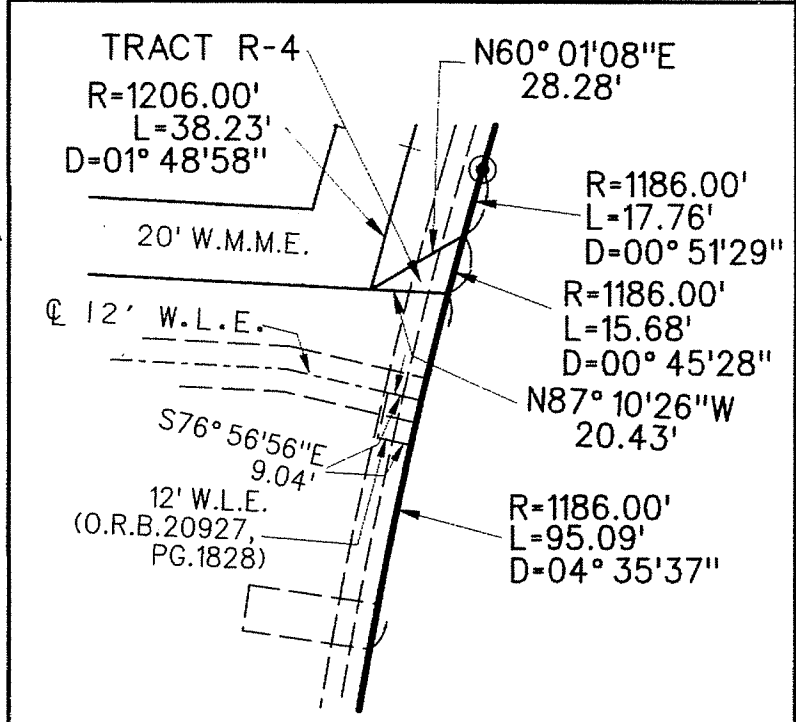 TRACT R-4
R=1206.00'
L=38.23'
D=01° 48'58"
N60° 01'08"E
28.28'
R=1186.00'
L=17.76'
D=00° 51'29"
20' W.M.M.E.
R=1186.00'
L=15.68'
D=00° 45'28"
℄ 12' W.L.E.
N87° 10'26"W
20.43'
S76° 56'56"E
9.04'
12' W.L.E.
(O.R.B.20927,
PG.1828)
R=1186.00'
L=95.09'
D=04° 35'37"